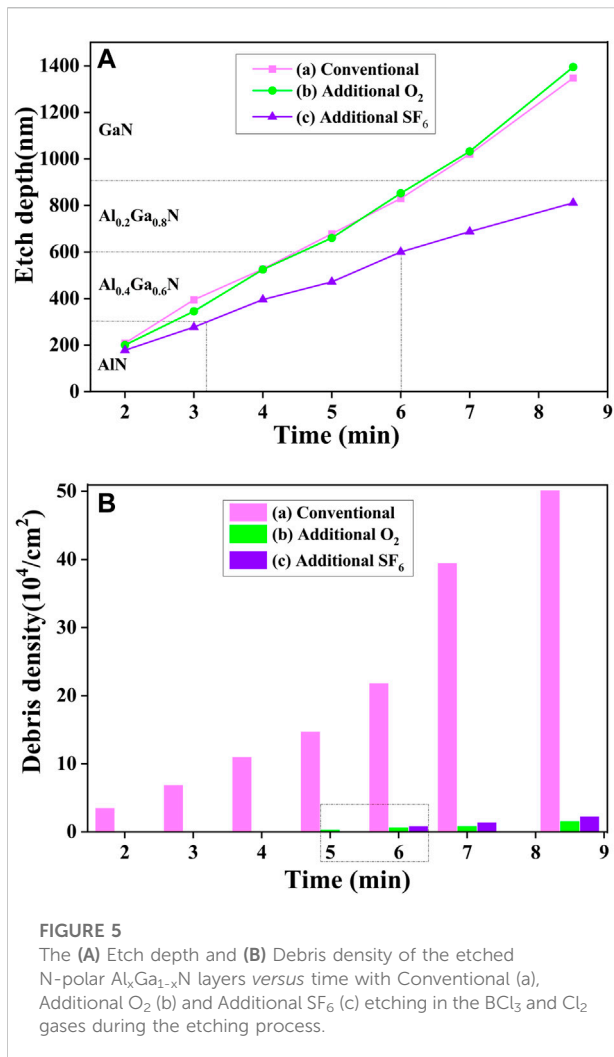 A
(a) Conventional
(b) Additional O₂
(c) Additional SF₆
Etch depth(nm)
1400
1200
1000
800
600
400
200
0
GaN
Al₀.₂Ga₀.₈N
Al₀.₄Ga₀.₆N
AlN
2 3 4 5 6 7 8 9
Time (min)
B
(a) Conventional
(b) Additional O₂
(c) Additional SF₆
Debris density(10⁴/cm²)
50
40
30
20
10
0
2 3 4 5 6 7 8 9
Time (min)
FIGURE 5
The (A) Etch depth and (B) Debris density of the etched
N-polar AlₓGa₁₋ₓN layers versus time with Conventional (a),
Additional O₂ (b) and Additional SF₆ (c) etching in the BCl₃ and Cl₂
gases during the etching process.